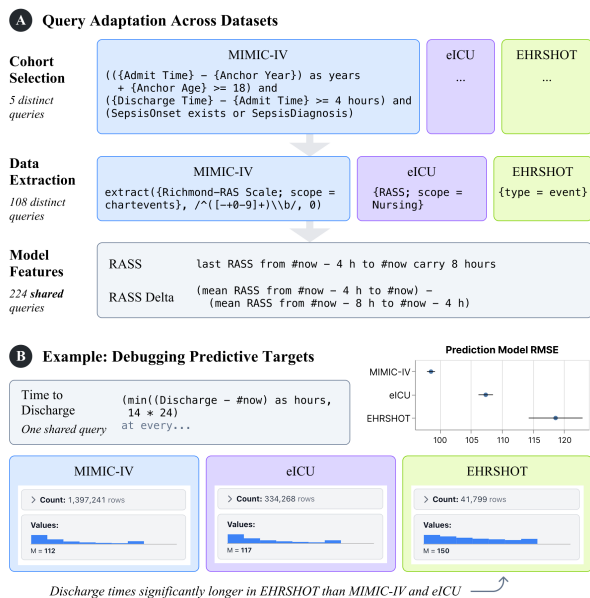 A Query Adaptation Across Datasets
Cohort
Selection
5 distinct
queries
MIMIC-IV
(({Admit Time} − {Anchor Year}) as years
+ {Anchor Age} >= 18) and
({Discharge Time} − {Admit Time} >= 4 hours) and
(SepsisOnset exists or SepsisDiagnosis)
eICU
...
EHRSHOT
...
Data
Extraction
108 distinct
queries
MIMIC-IV
extract({Richmond-RAS Scale; scope =
chartevents}, /^([-+0-9]+)\\b/, 0)
eICU
{RASS; scope =
Nursing}
EHRSHOT
{type = event}
Model
Features
224 shared
queries
RASS
last RASS from #now − 4 h to #now carry 8 hours
RASS Delta
(mean RASS from #now − 4 h to #now) −
(mean RASS from #now − 8 h to #now − 4 h)
B Example: Debugging Predictive Targets
Time to
Discharge
One shared query
(min((Discharge − #now) as hours,
14 * 24)
at every...
Prediction Model RMSE
MIMIC-IV
eICU
EHRSHOT
100 105 110 115 120
MIMIC-IV
Count: 1,397,241 rows
Values:
M = 112
eICU
Count: 334,268 rows
Values:
M = 117
EHRSHOT
Count: 41,799 rows
Values:
M = 150
Discharge times significantly longer in EHRSHOT than MIMIC-IV and eICU